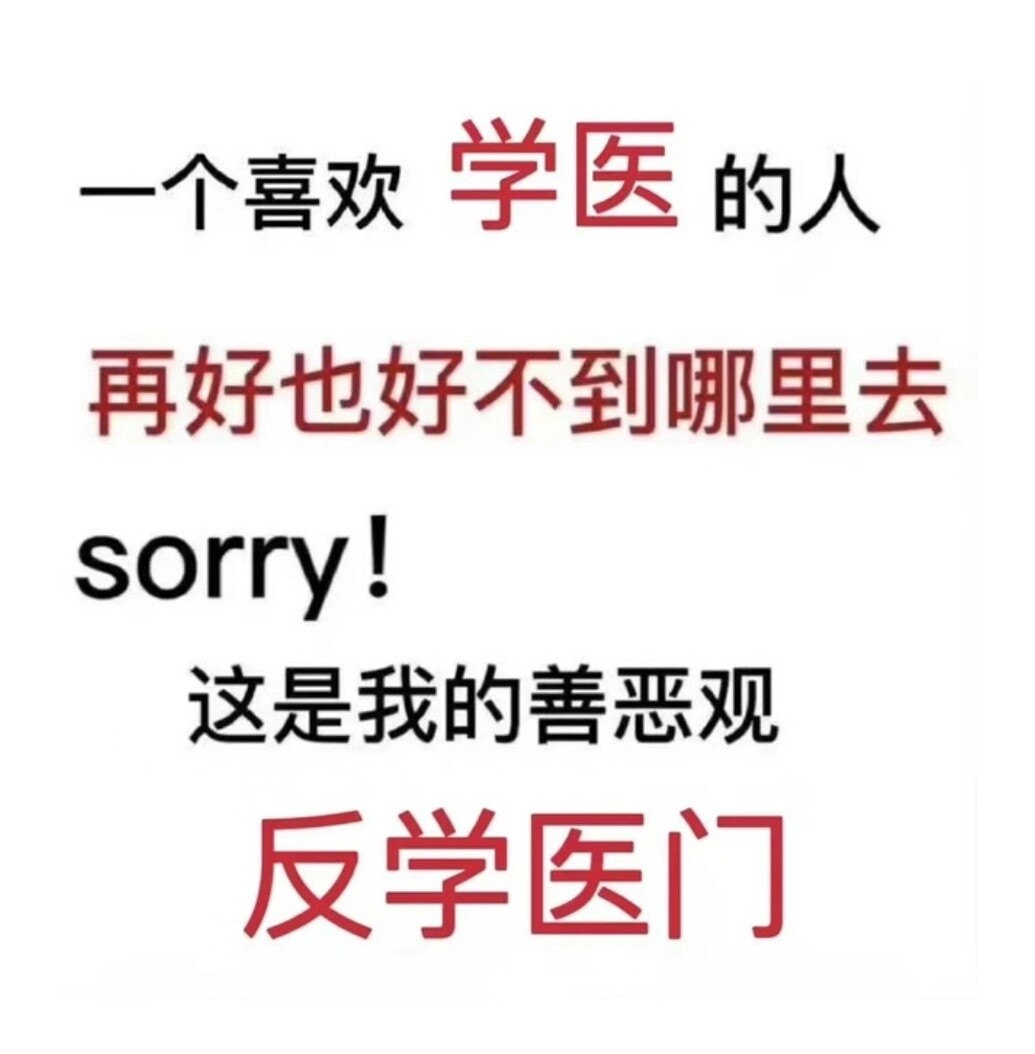 一个喜欢 学医 的人
再好也好不到哪里去
sorry！
这是我的善恶观
反学医门